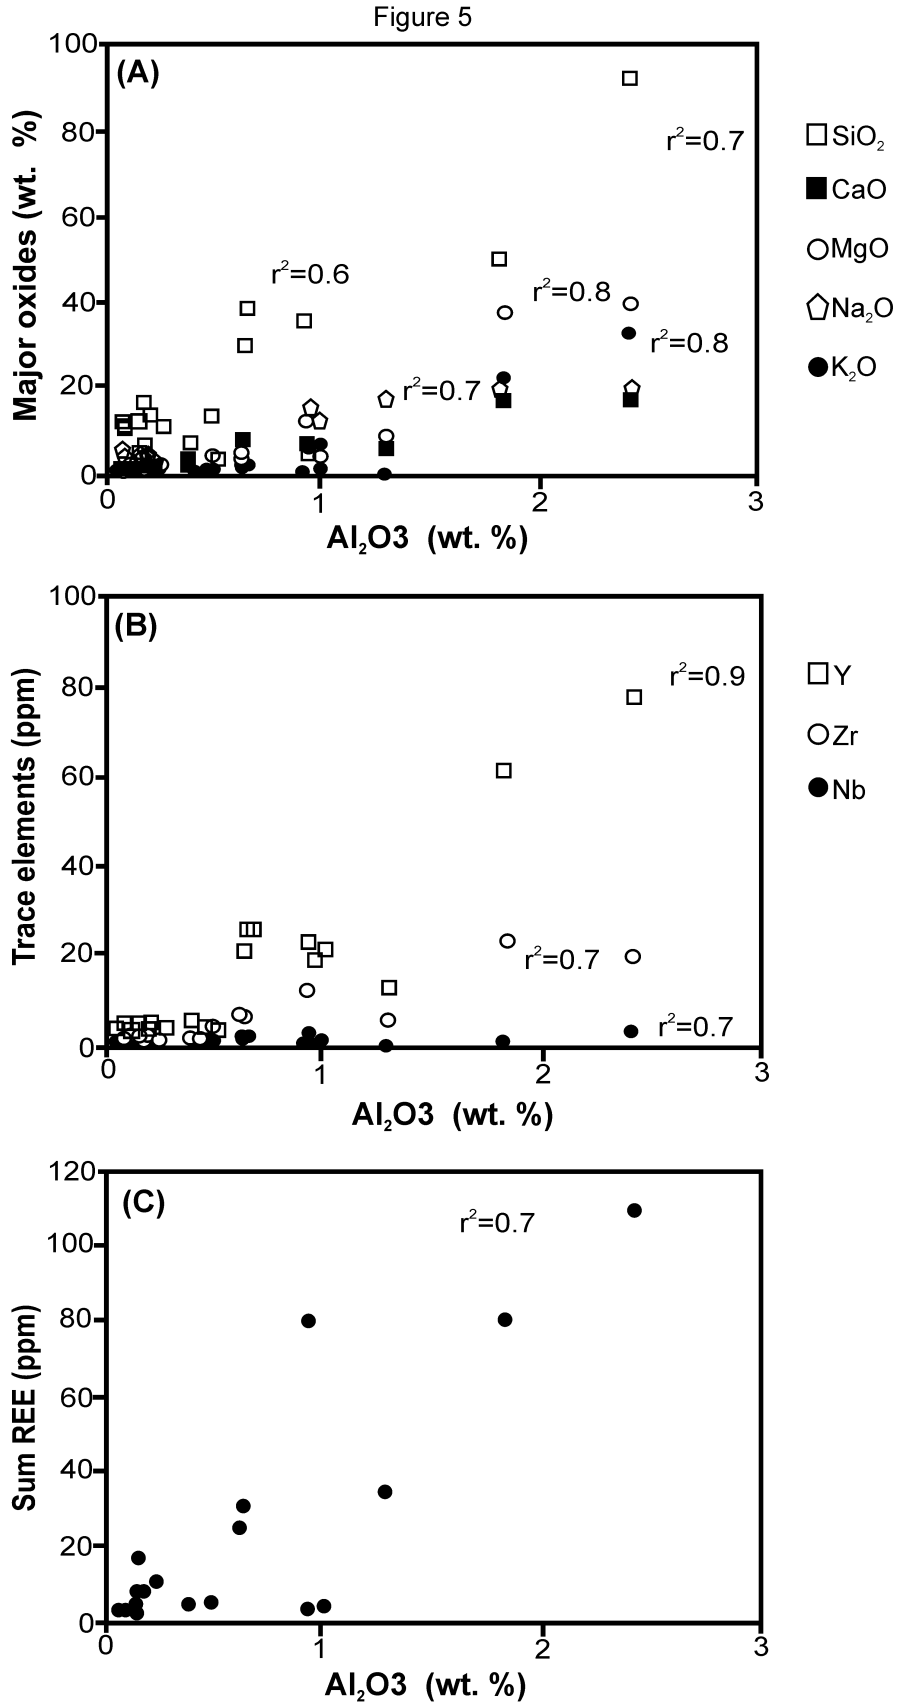 Figure 5
100
(A)
80
60
40
20
0
Major oxides (wt. %)
r²=0.7
r²=0.6
r²=0.8
r²=0.8
r²=0.7
0
1
2
3
Al₂O3 (wt. %)
SiO₂
CaO
MgO
Na₂O
K₂O
100
(B)
80
60
40
20
0
Trace elements (ppm)
r²=0.9
r²=0.7
r²=0.7
0
1
2
3
Al₂O3 (wt. %)
Y
Zr
Nb
120
(C)
100
80
60
40
20
0
Sum REE (ppm)
r²=0.7
0
1
2
3
Al₂O3 (wt. %)